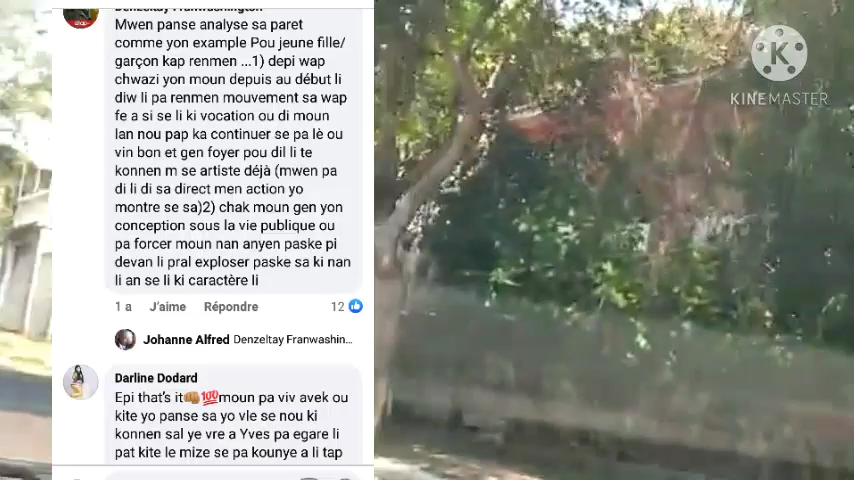 Denzeltay Franwashington
Mwen panse analyse sa paret
comme yon example Pou jeune fille/
garçon kap renmen ...1) depi wap
chwazi yon moun depuis au début li
diw li pa renmen mouvement sa wap
fe a si se li ki vocation ou di moun
lan nou pap ka continuer se pa lè ou
vin bon et gen foyer pou dil li te
konnen m se artiste déjà (mwen pa
di li di sa direct men action yo
montre se sa)2) chak moun gen yon
conception sous la vie publique ou
pa forcer moun nan anyen paske pi
devan li pral exploser paske sa ki nan
li an se li ki caractère li
1 a J'aime Répondre 12
Johanne Alfred Denzeltay Franwashin...
Darline Dodard
Epi that's it👊🏽💯moun pa viv avek ou
kite yo panse sa yo vle se nou ki
konnen sal ye vre a Yves pa egare li
pat kite le mize se pa kounye a li tap
K
KINEMASTER